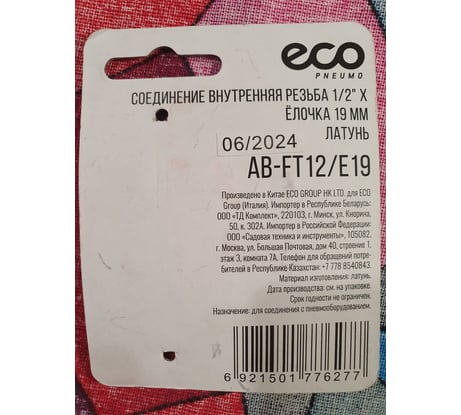 eco
PNEUMO
СОЕДИНЕНИЕ ВНУТРЕННЯЯ РЕЗЬБА 1/2" X
ЁЛОЧКА 19 ММ
ЛАТУНЬ
06/2024
AB-FT12/E19
Произведено в Китае ECO GROUP HK LTD. для ECO
Group (Италия). Импортер в Республике Беларусь:
ООО «ТД Комплект», 220103, г. Минск, ул. Кнорина,
50, к. 302А. Импортер в Российской Федерации:
ООО «Садовая техника и инструменты», 105082,
г. Москва, ул. Большая Почтовая, дом 40, строение 1,
этаж 3, комната 7А. Телефон для обращений потре-
бителей в Республике Казахстан: +7 778 8540843.
Материал изготовления: латунь.
Дата производства: см. на упаковке.
Срок годности не ограничен.
Назначение: для соединения с пневмооборудованием.
6 921501 776277